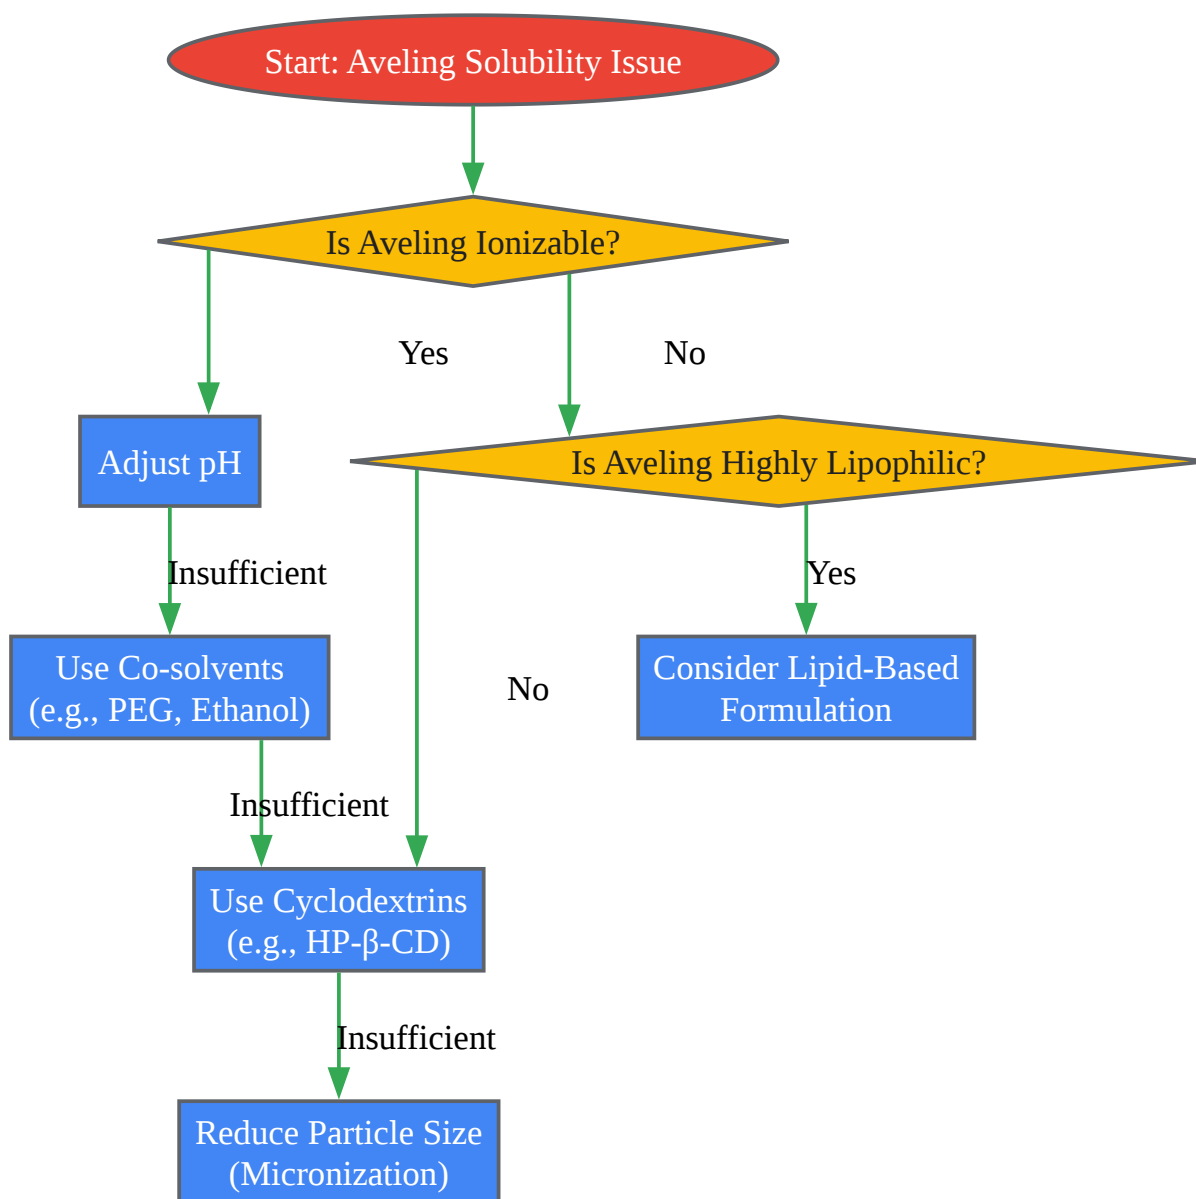 Start: Aveling Solubility Issue
Is Aveling Ionizable?
Yes
No
Adjust pH
Is Aveling Highly Lipophilic?
Insufficient
Yes
Use Co-solvents
(e.g., PEG, Ethanol)
No
Consider Lipid-Based
Formulation
Insufficient
Use Cyclodextrins
(e.g., HP-β-CD)
Insufficient
Reduce Particle Size
(Micronization)